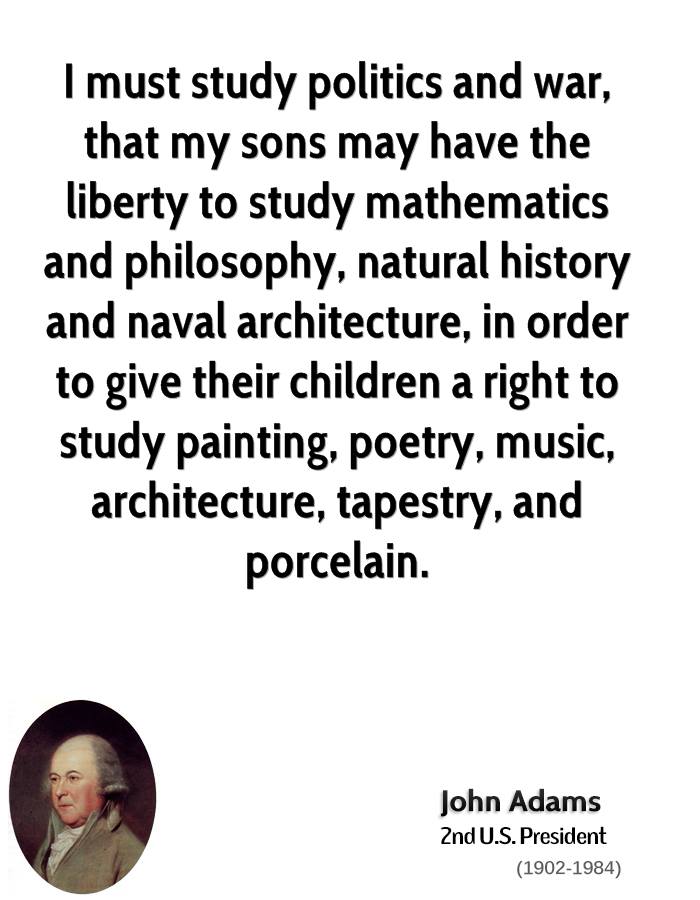 I must study politics and war,
that my sons may have the
liberty to study mathematics
and philosophy, natural history
and naval architecture, in order
to give their children a right to
study painting, poetry, music,
architecture, tapestry, and
porcelain.
John Adams
2nd U.S. President
(1902-1984)